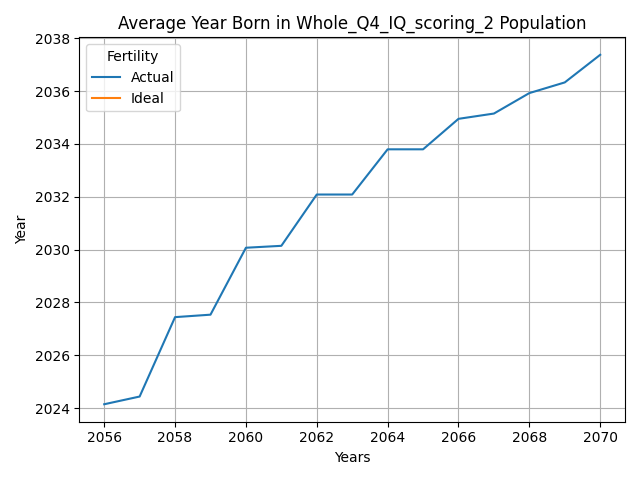 Average Year Born in Whole_Q4_IQ_scoring_2 Population
Fertility
Actual
Ideal
2038
2036
2034
2032
2030
2028
2026
2024
Year
2056 2058 2060 2062 2064 2066 2068 2070
Years